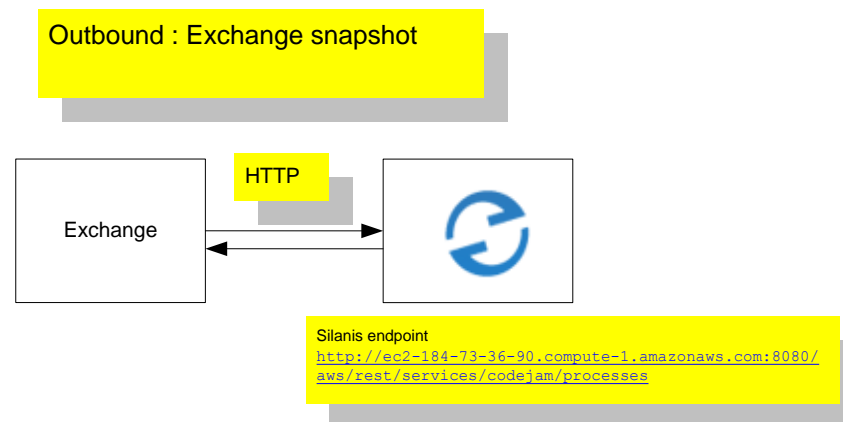 Outbound : Exchange snapshot
HTTP
Exchange
Silanis endpoint
http://ec2-184-73-36-90.compute-1.amazonaws.com:8080/
aws/rest/services/codejam/processes